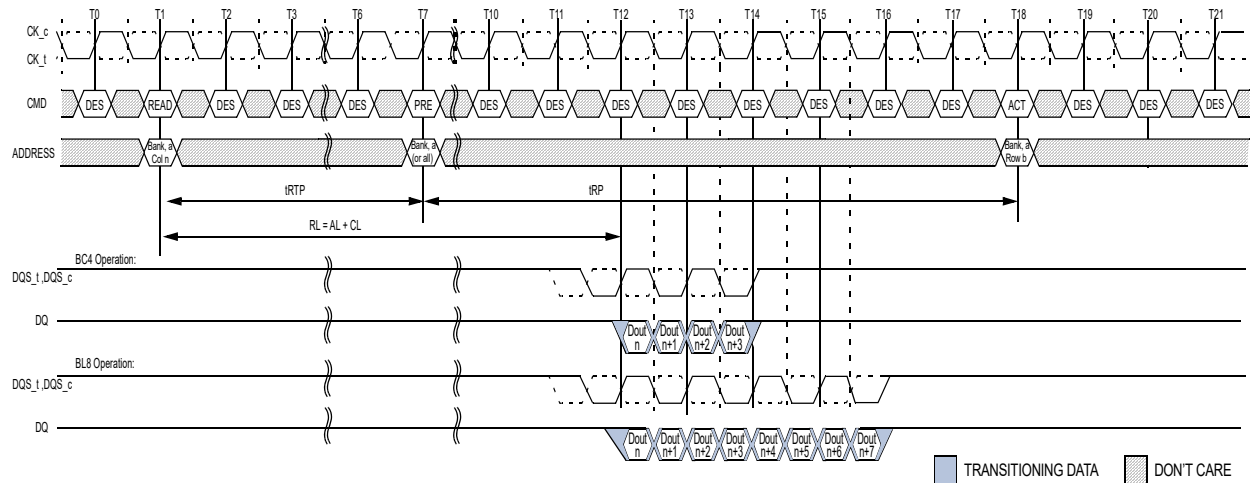 T0 T1 T2 T3 T6 T7 T10 T11 T12 T13 T14 T15 T16 T17 T18 T19 T20 T21
CK_c
CK_t
CMD DES READ DES DES DES PRE DES DES DES DES DES DES DES DES ACT DES DES DES
ADDRESS
Bank, a
Col n
Bank, a
(or all)
Bank, a
Row b
tRTP tRP
RL = AL + CL
BC4 Operation:
DQS_t ,DQS_c
DQ
Dout
n
Dout
n+1
Dout
n+2
Dout
n+3
BL8 Operation:
DQS_t ,DQS_c
DQ
Dout
n
Dout
n+1
Dout
n+2
Dout
n+3
Dout
n+4
Dout
n+5
Dout
n+6
Dout
n+7
TRANSITIONING DATA DON'T CARE